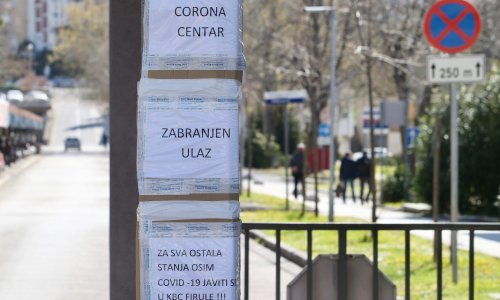 CORONA
CENTAR
ZABRANJEN
ULAZ
ZA SVA OSTALA
STANJA OSIM
COVID -19 JAVITI SE
U KBC FIRULE !!!
250 m